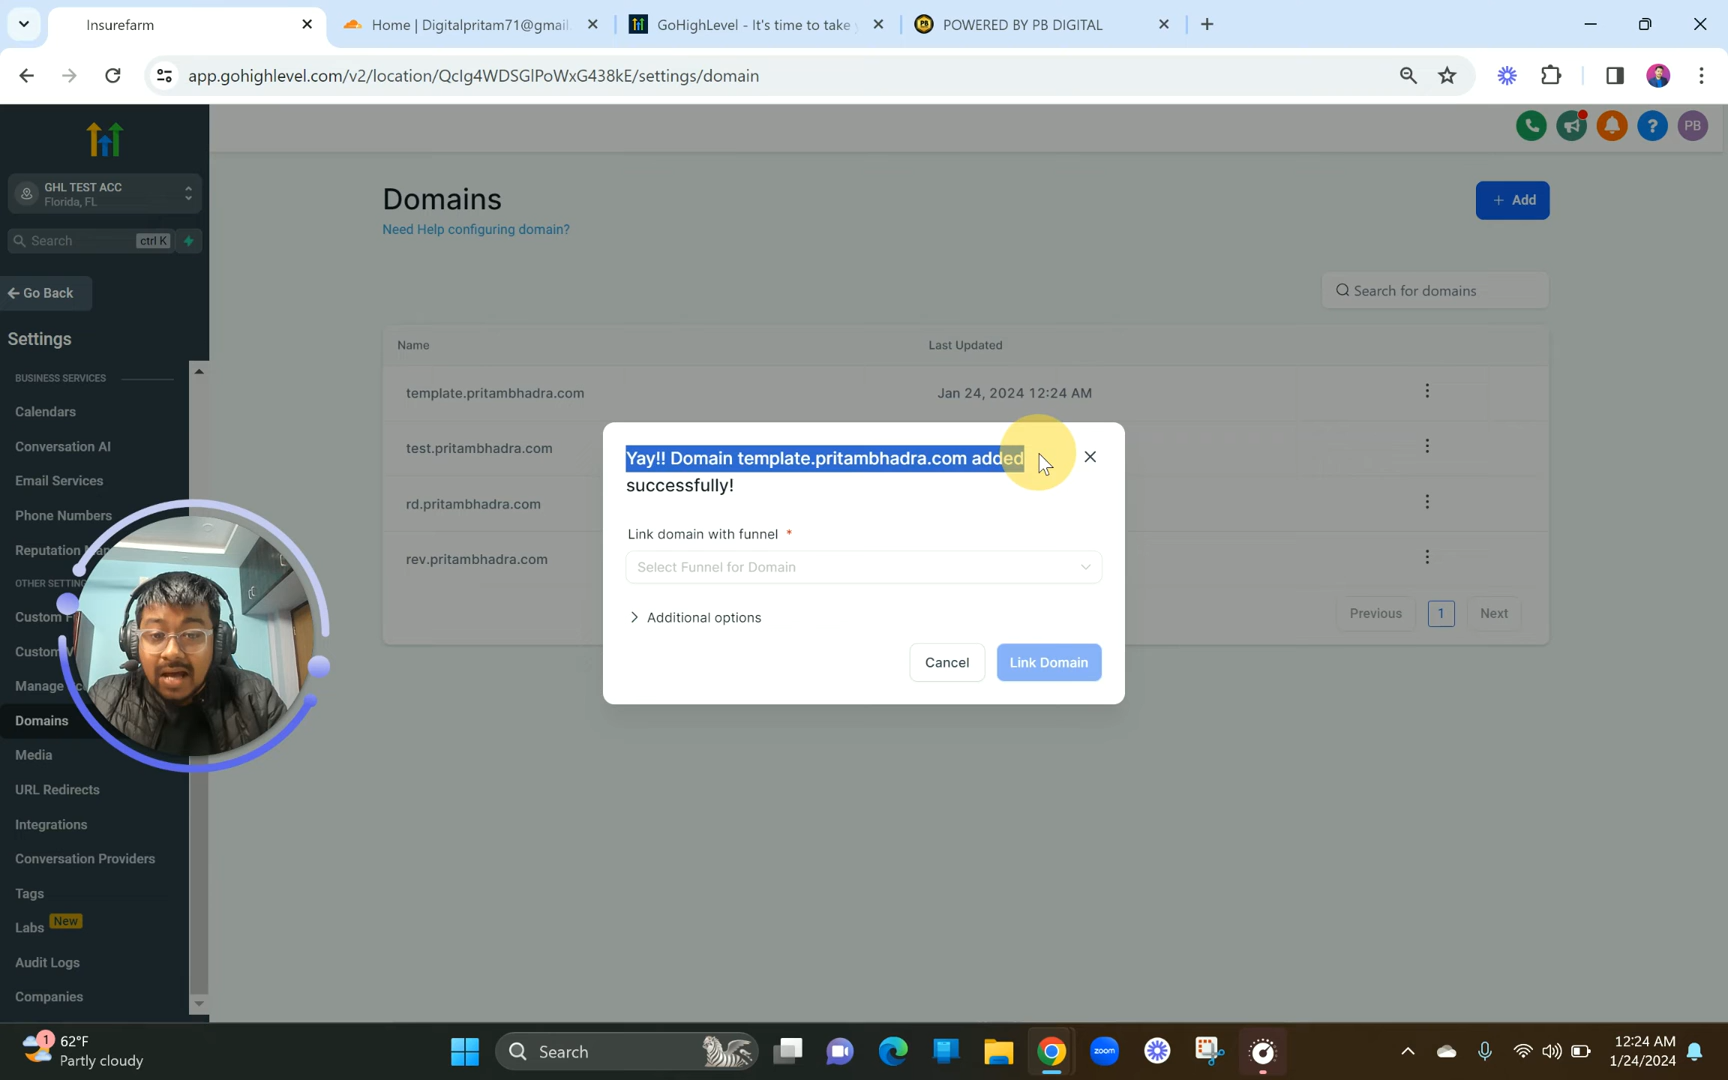 Insurefarm
Home | Digitalpritam71@gmail.
GoHighLevel - It's time to take y
POWERED BY PB DIGITAL
app.gohighlevel.com/v2/location/Qclg4WDSGlPoWxG438kE/settings/domain
PB
GHL TEST ACC
Florida, FL
Search
ctrl K
Go Back
Settings
BUSINESS SERVICES
Calendars
Conversation AI
Email Services
Phone Numbers
Reputation Man
OTHER SETTING
Custom F
Custom V
Manage
Domains
Media
URL Redirects
Integrations
Conversation Providers
Tags
Labs New
Audit Logs
Companies
Domains
Need Help configuring domain?
+ Add
Search for domains
Name
Last Updated
template.pritambhadra.com
Jan 24, 2024 12:24 AM
test.pritambhadra.com
rd.pritambhadra.com
rev.pritambhadra.com
Previous
1
Next
Yay!! Domain template.pritambhadra.com added
successfully!
Link domain with funnel *
Select Funnel for Domain
Additional options
Cancel
Link Domain
1
62°F
Partly cloudy
Search
zoom
12:24 AM
1/24/2024